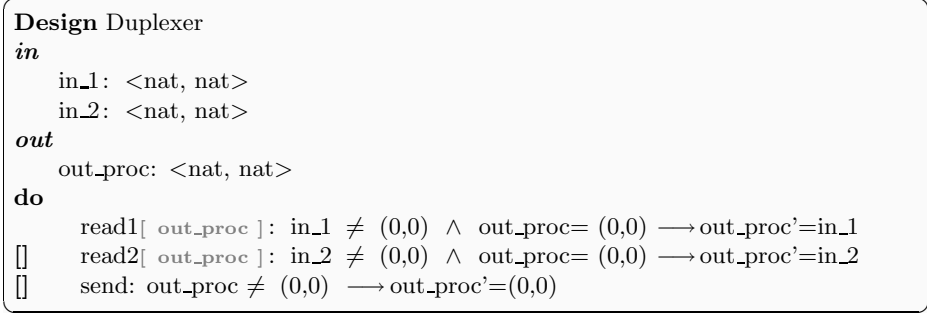 Design Duplexer
in
in_1: <nat, nat>
in_2: <nat, nat>
out
out_proc: <nat, nat>
do
read1[ out_proc ]: in_1 ≠ (0,0) ∧ out_proc= (0,0) ⟶ out_proc'=in_1
[] read2[ out_proc ]: in_2 ≠ (0,0) ∧ out_proc= (0,0) ⟶ out_proc'=in_2
[] send: out_proc ≠ (0,0) ⟶ out_proc'=(0,0)